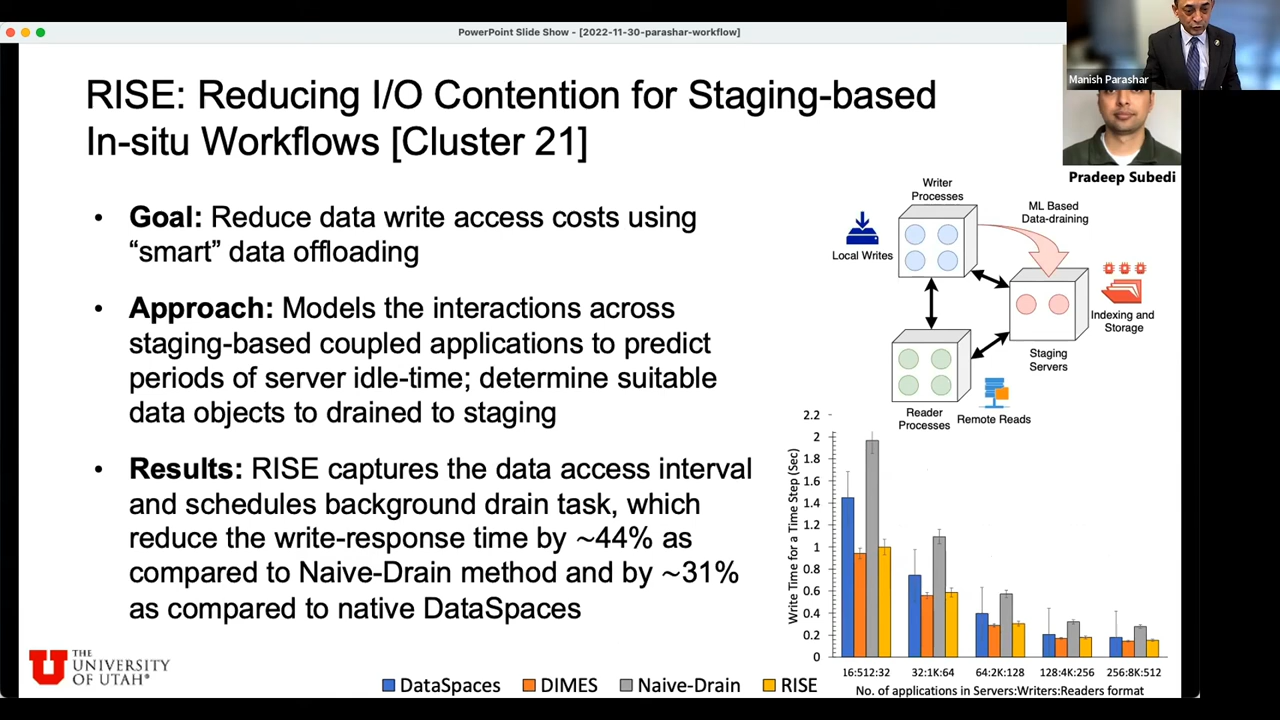 PowerPoint Slide Show - [2022-11-30-parashar-workflow]
Manish Parashar
RISE: Reducing I/O Contention for Staging-based
In-situ Workflows [Cluster 21]
Pradeep Subedi
• Goal: Reduce data write access costs using
“smart” data offloading
• Approach: Models the interactions across
staging-based coupled applications to predict
periods of server idle-time; determine suitable
data objects to drained to staging
• Results: RISE captures the data access interval
and schedules background drain task, which
reduce the write-response time by ~44% as
compared to Naive-Drain method and by ~31%
as compared to native DataSpaces
Writer
Processes
ML Based
Data-draining
Local Writes
Indexing and
Storage
Staging
Servers
Reader
Processes
Remote Reads
Write Time for a Time Step (Sec)
2.2
2
1.8
1.6
1.4
1.2
1
0.8
0.6
0.4
0.2
0
16:512:32 32:1K:64 64:2K:128 128:4K:256 256:8K:512
No. of applications in Servers:Writers:Readers format
DataSpaces DIMES Naive-Drain RISE
U
THE
UNIVERSITY
OF UTAH®